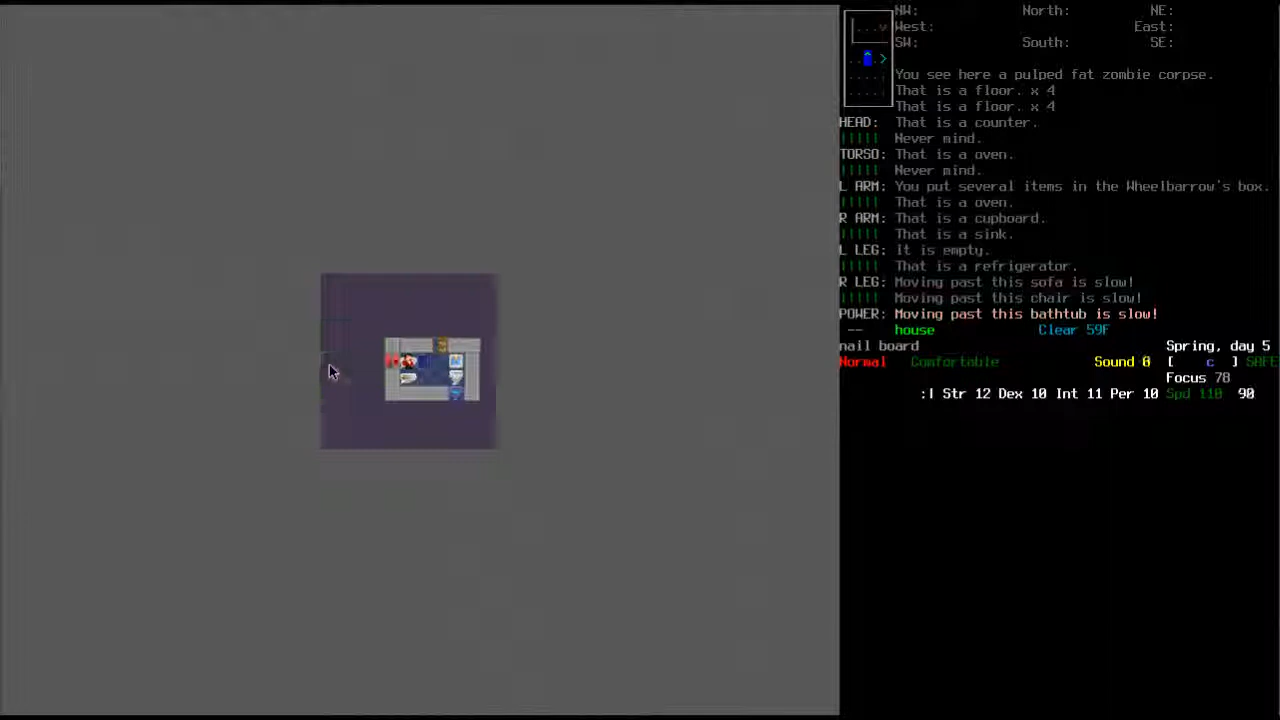 NW: North: NE:
West: East:
SW: South: SE:
You see here a pulped fat zombie corpse.
That is a floor. x 4
That is a floor. x 4
HEAD: That is a counter.
Never mind.
TORSO: That is a oven.
Never mind.
L ARM: You put several items in the Wheelbarrow's box.
That is a oven.
R ARM: That is a cupboard.
That is a sink.
L LEG: It is empty.
That is a refrigerator.
R LEG: Moving past this sofa is slow!
Moving past this chair is slow!
POWER: Moving past this bathtub is slow!
-- house Clear 59F
nail board Spring, day 5
Normal Comfortable Sound 6 [ c ] SAFE
Focus 78
:| Str 12 Dex 10 Int 11 Per 10 Spd 110 90